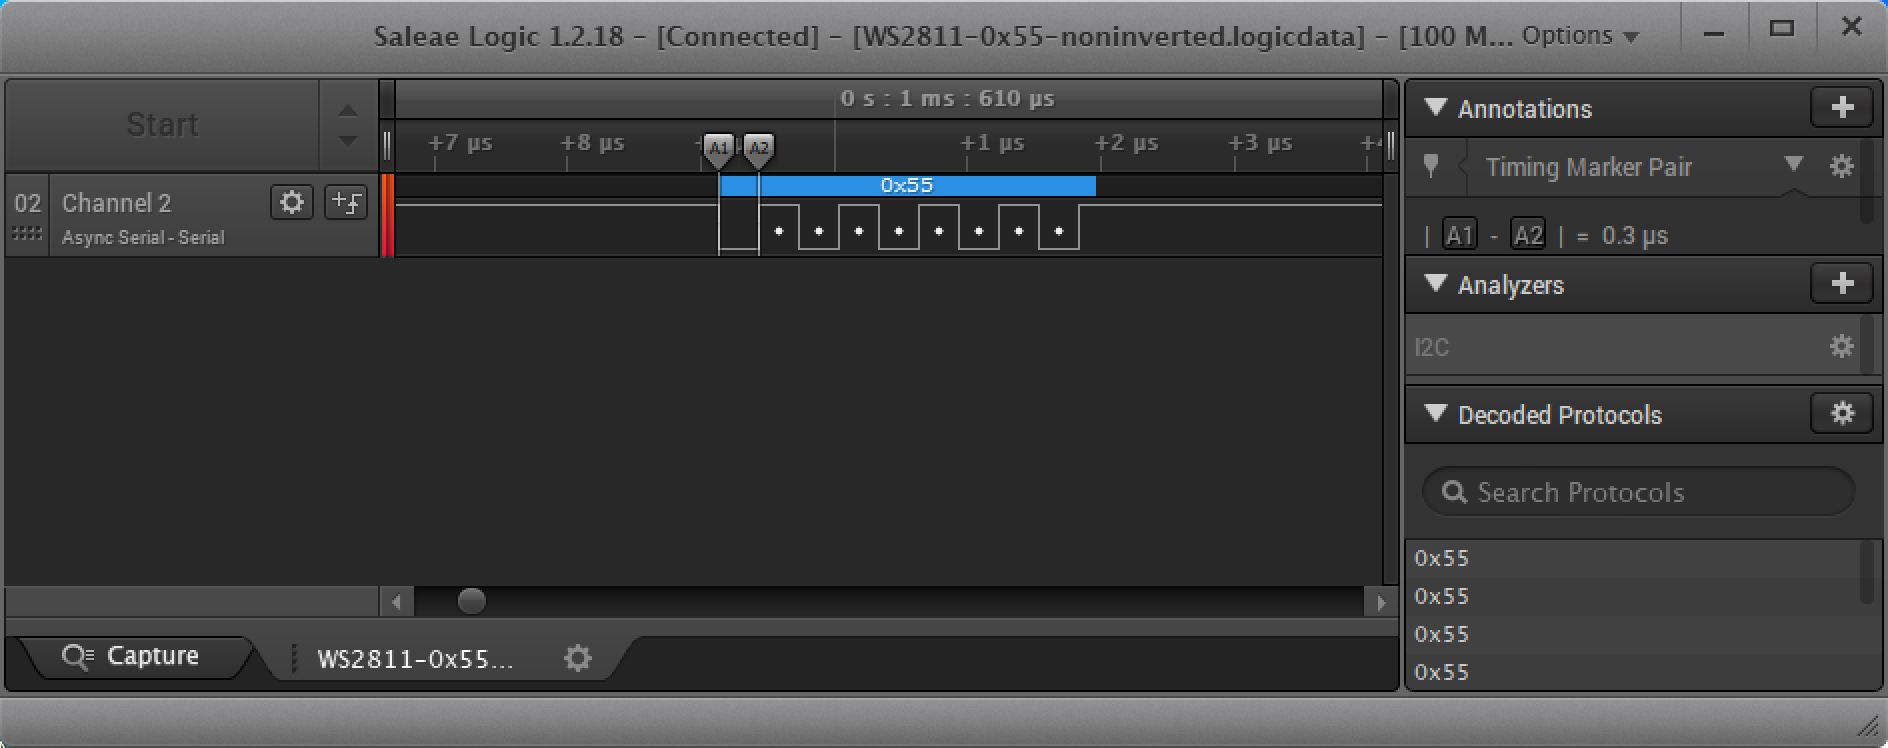 Saleae Logic 1.2.18 - [Connected] - [WS2811-0x55-noninverted.logicdata] - [100 M... Options
Start
0 s : 1 ms : 610 µs
+7 µs +8 µs +1 µs +2 µs +3 µs
A1 A2
02 Channel 2
Async Serial - Serial
0x55
Annotations
Timing Marker Pair
| A1 - A2 | = 0.3 µs
Analyzers
I2C
Decoded Protocols
Search Protocols
0x55
0x55
0x55
0x55
Capture
WS2811-0x55...